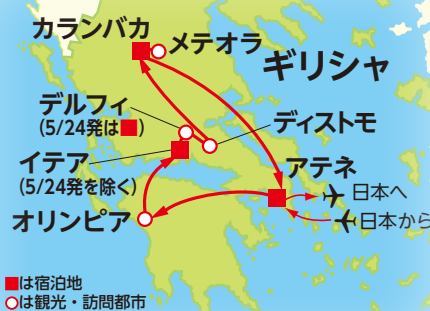 カランバカ
メテオラ
ギリシャ
デルフィ
(5/24発は■)
ディストモ
イテア
(5/24発を除く)
アテネ
日本へ
オリンピア
日本から
■は宿泊地
○は観光・訪問都市